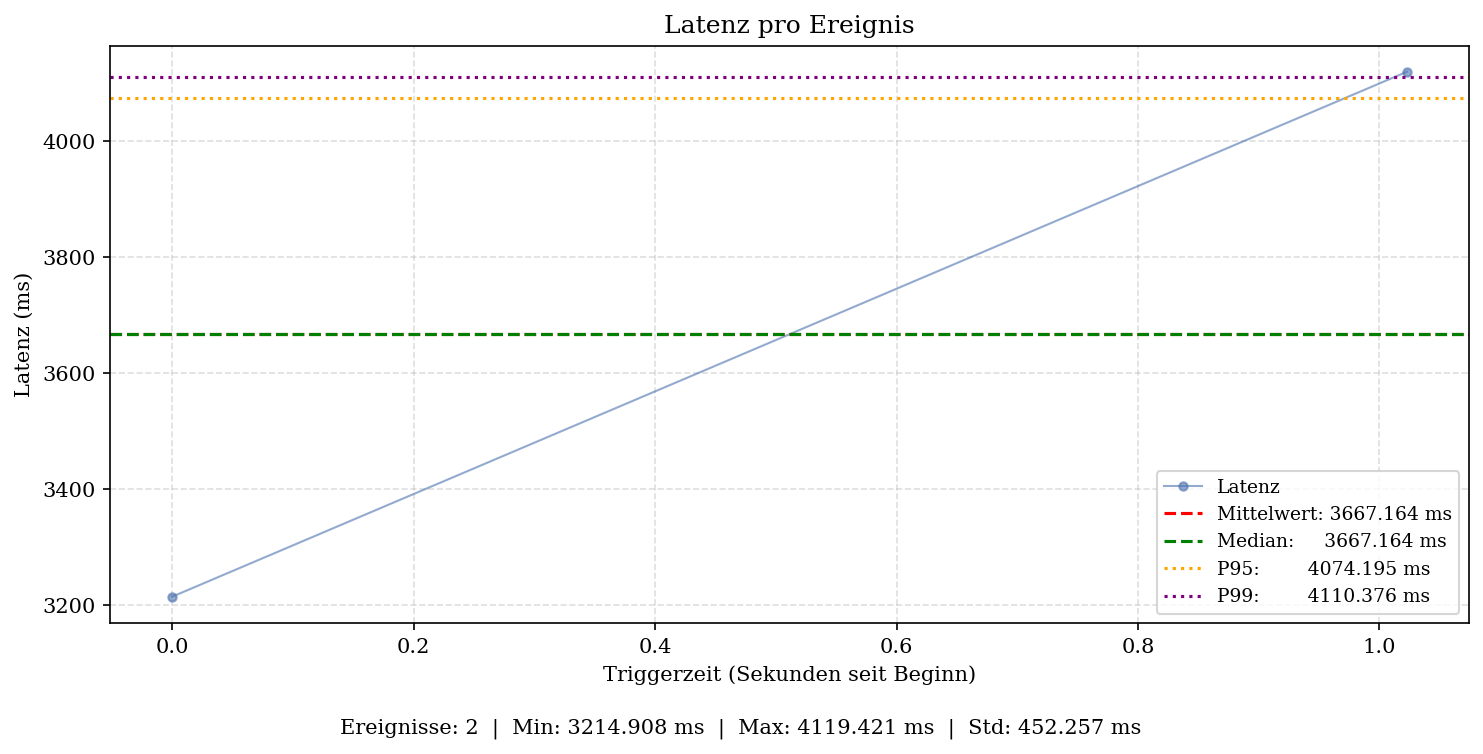 Latenz pro Ereignis
Latenz (ms)
4000
3800
3600
3400
3200
0.0 0.2 0.4 0.6 0.8 1.0
Latenz
Mittelwert: 3667.164 ms
Median: 3667.164 ms
P95: 4074.195 ms
P99: 4110.376 ms
Triggerzeit (Sekunden seit Beginn)
Ereignisse: 2 | Min: 3214.908 ms | Max: 4119.421 ms | Std: 452.257 ms